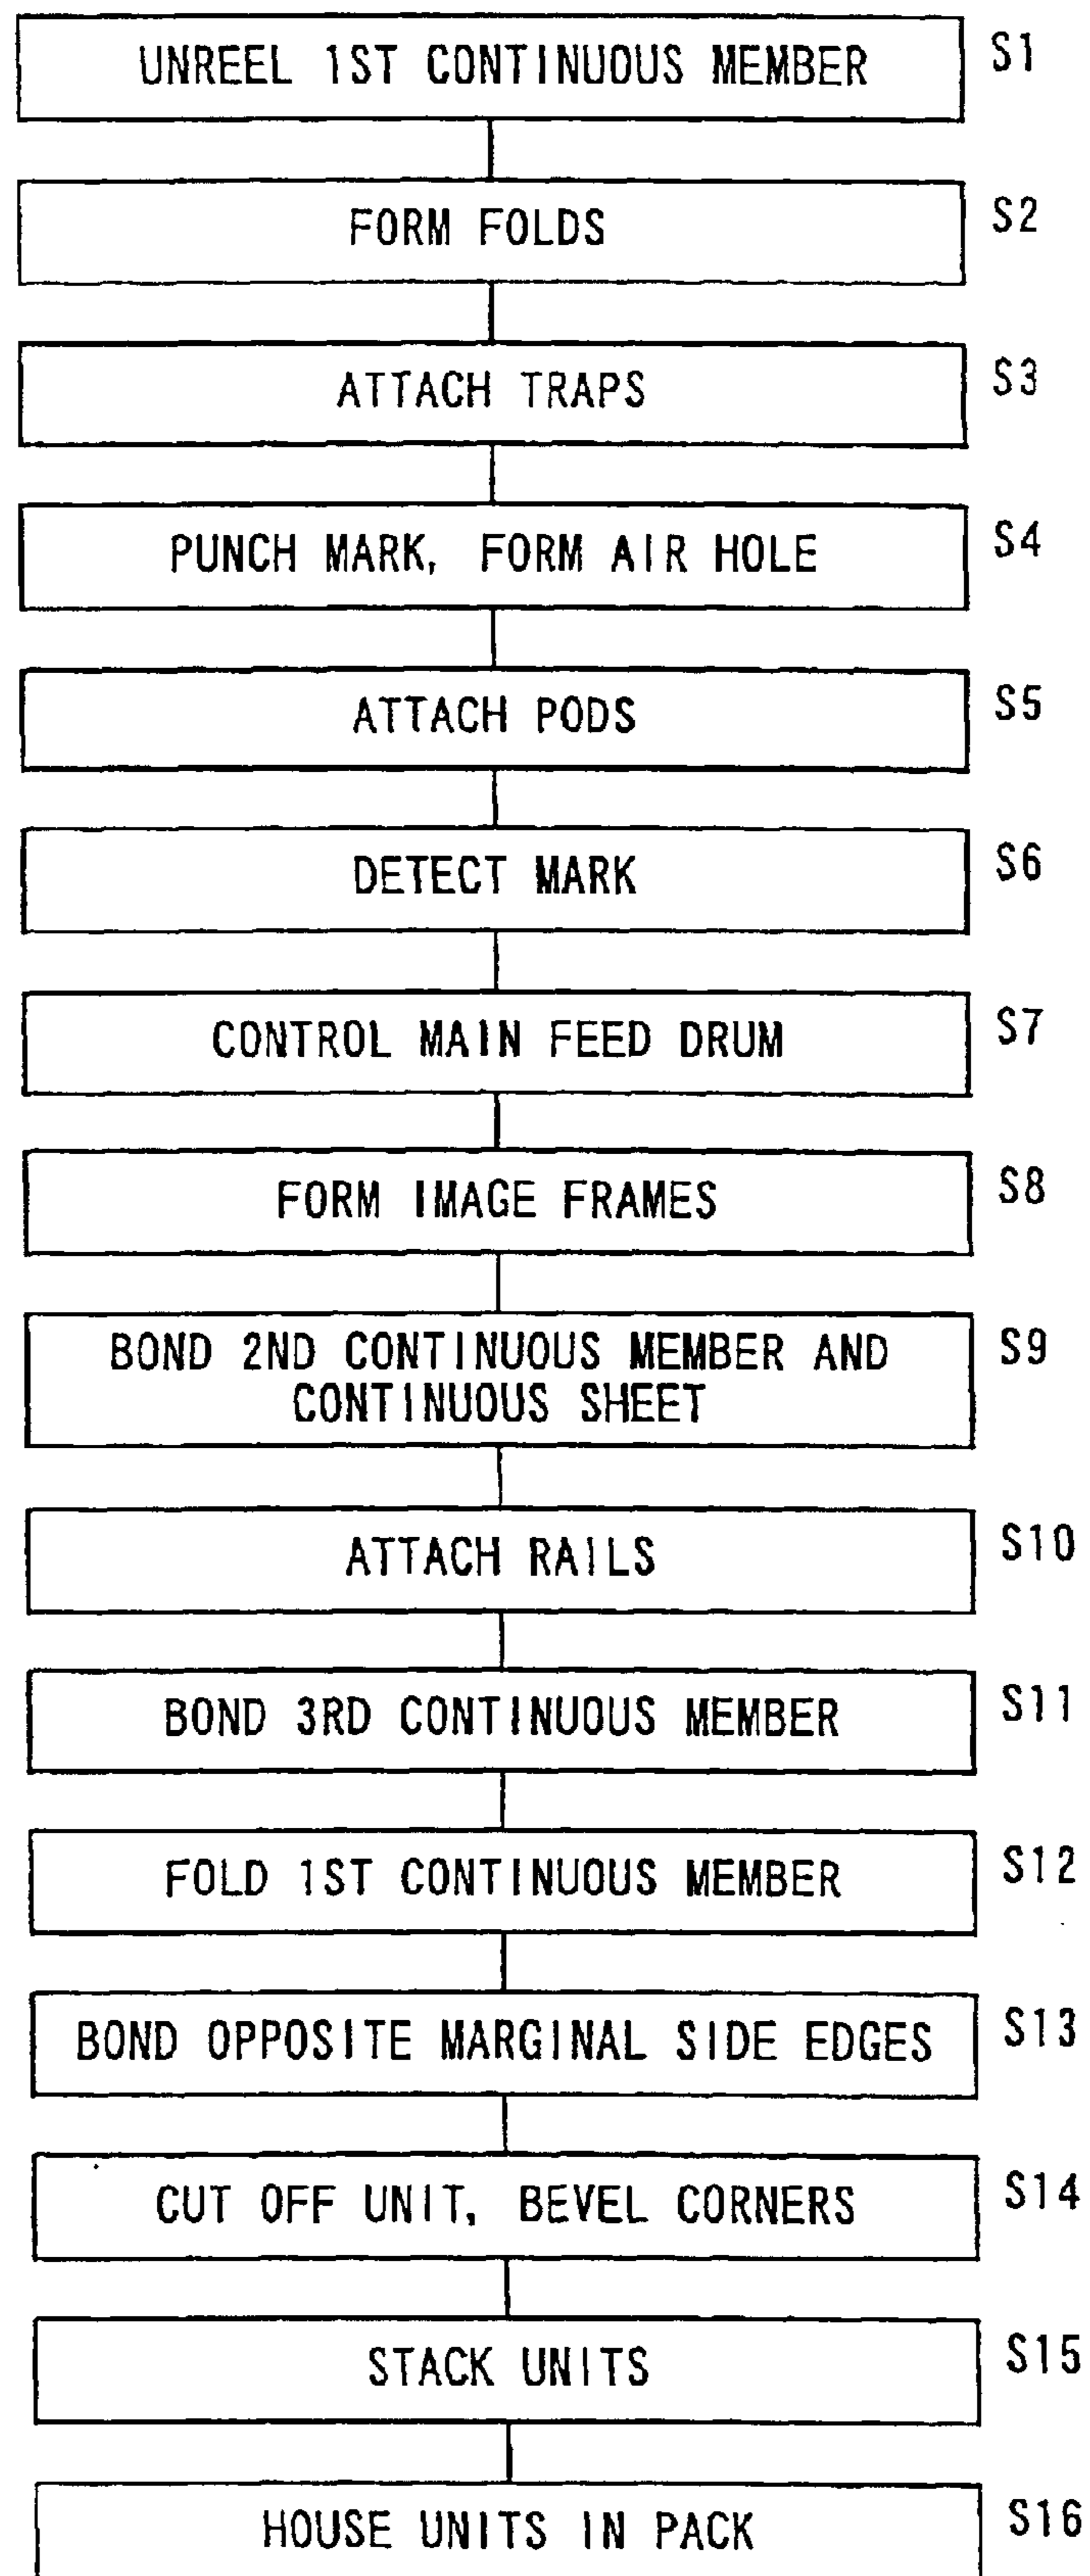 UNREEL 1ST CONTINUOUS MEMBER S1
FORM FOLDS S2
ATTACH TRAPS S3
PUNCH MARK, FORM AIR HOLE S4
ATTACH PODS S5
DETECT MARK S6
CONTROL MAIN FEED DRUM S7
FORM IMAGE FRAMES S8
BOND 2ND CONTINUOUS MEMBER AND S9
CONTINUOUS SHEET
ATTACH RAILS S10
BOND 3RD CONTINUOUS MEMBER S11
FOLD 1ST CONTINUOUS MEMBER S12
BOND OPPOSITE MARGINAL SIDE EDGES S13
CUT OFF UNIT, BEVEL CORNERS S14
STACK UNITS S15
HOUSE UNITS IN PACK S16